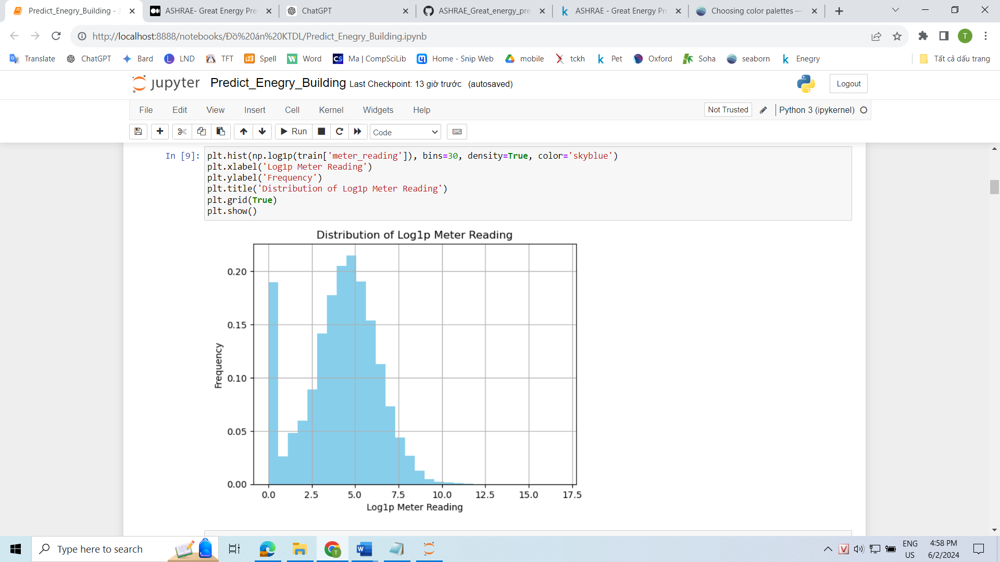 Predict_Enegry_Building - J
ASHRAE- Great Energy Pre
ChatGPT
ASHRAE_Great_energy_pre
ASHRAE - Great Energy Pre
Choosing color palettes —
http://localhost:8888/notebooks/Đồ%20án%20KTDL/Predict_Enegry_Building.ipynb
T
Translate
ChatGPT
Bard
L LND
TFT
123 Spell
Word
CS Ma | CompSciLib
Home - Snip Web
mobile
tckh
k Pet
Oxford
Soha
seaborn
k Enegry
Tất cả dấu trang
jupyter Predict_Enegry_Building Last Checkpoint: 13 giờ trước (autosaved)
Logout
File Edit View Insert Cell Kernel Widgets Help
Not Trusted
Python 3 (ipykernel)
Run
Code
In [9]:
plt.hist(np.log1p(train['meter_reading']), bins=30, density=True, color='skyblue')
plt.xlabel('Log1p Meter Reading')
plt.ylabel('Frequency')
plt.title('Distribution of Log1p Meter Reading')
plt.grid(True)
plt.show()
Distribution of Log1p Meter Reading
0.20
0.15
0.10
0.05
0.00
Frequency
0.0 2.5 5.0 7.5 10.0 12.5 15.0 17.5
Log1p Meter Reading
Type here to search
ENG
US
4:58 PM
6/2/2024